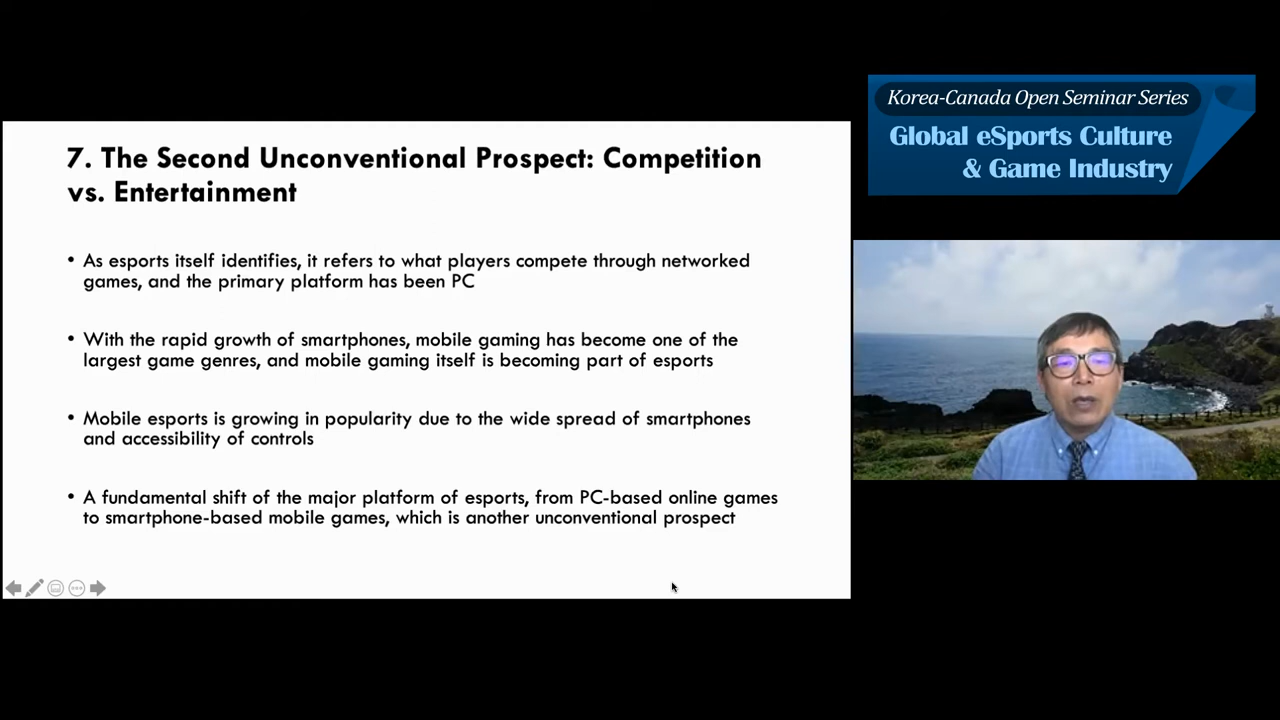 7. The Second Unconventional Prospect: Competition
vs. Entertainment
• As esports itself identifies, it refers to what players compete through networked
games, and the primary platform has been PC
• With the rapid growth of smartphones, mobile gaming has become one of the
largest game genres, and mobile gaming itself is becoming part of esports
• Mobile esports is growing in popularity due to the wide spread of smartphones
and accessibility of controls
• A fundamental shift of the major platform of esports, from PC-based online games
to smartphone-based mobile games, which is another unconventional prospect
Korea-Canada Open Seminar Series
Global eSports Culture
& Game Industry